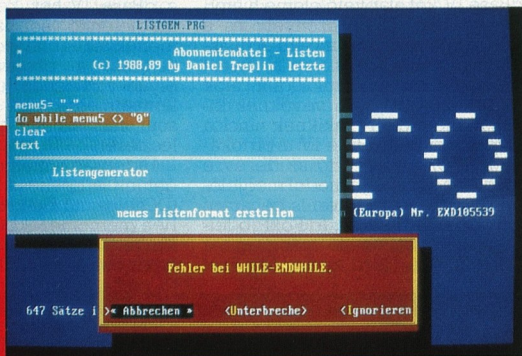 LISTGEN.PRG
*****************************************************
* Abonnentendatei - Listen
* (c) 1988,89 by Daniel Treplin letzte
*****************************************************
menu5= "_"
do while menu5 <> "0"
clear
text
Listengenerator
neues Listenformat erstellen
ro
n (Europa) Nr. EXD105539
Fehler bei WHILE-ENDWHILE.
647 Sätze i
>« Abbrechen » <Unterbreche> <Ignorieren